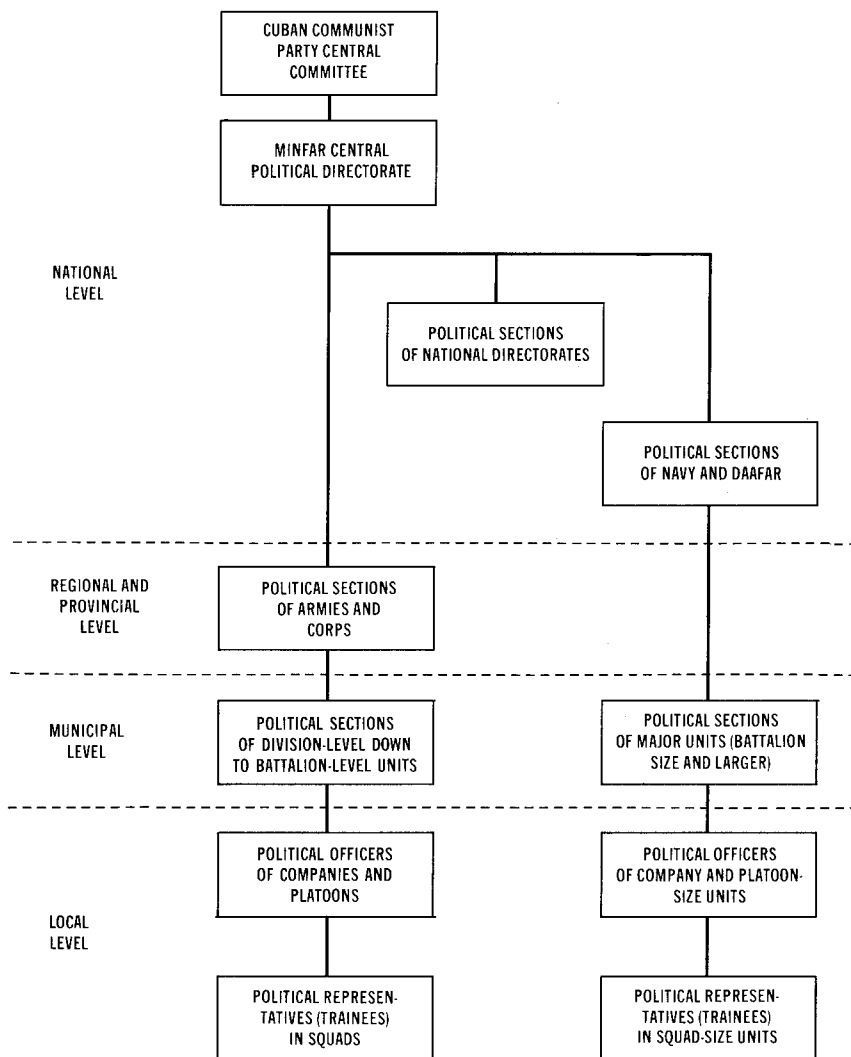 CUBAN COMMUNIST
PARTY CENTRAL
COMMITTEE
MINFAR CENTRAL
POLITICAL DIRECTORATE
NATIONAL
LEVEL
POLITICAL SECTIONS
OF NATIONAL DIRECTORATES
POLITICAL SECTIONS
OF NAVY AND DAAFAR
REGIONAL AND
PROVINCIAL
LEVEL
POLITICAL SECTIONS
OF ARMIES AND
CORPS
MUNICIPAL
LEVEL
POLITICAL SECTIONS
OF DIVISION-LEVEL DOWN
TO BATTALION-LEVEL UNITS
POLITICAL SECTIONS
OF MAJOR UNITS (BATTALION
SIZE AND LARGER)
LOCAL
LEVEL
POLITICAL OFFICERS
OF COMPANIES AND
PLATOONS
POLITICAL OFFICERS
OF COMPANY AND PLATOON-
SIZE UNITS
POLITICAL REPRESEN-
TATIVES (TRAINEES)
IN SQUADS
POLITICAL REPRESEN-
TATIVES (TRAINEES)
IN SQUAD-SIZE UNITS